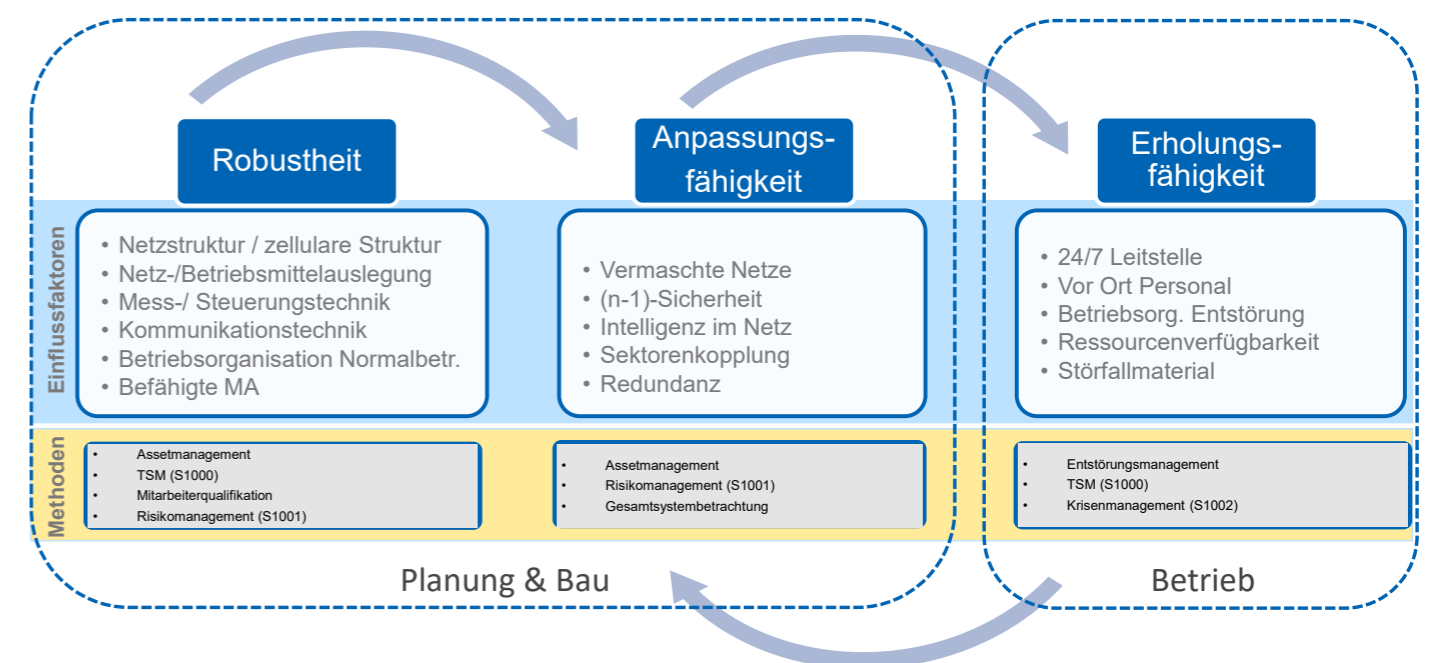 Robustheit
Anpassungs-
fähigkeit
Erholungs-
fähigkeit
Einflussfaktoren
• Netzstruktur / zellulare Struktur
• Netz-/Betriebsmittelauslegung
• Mess-/ Steuerungstechnik
• Kommunikationstechnik
• Betriebsorganisation Normalbetr.
• Befähigte MA
• Vermaschte Netze
• (n-1)-Sicherheit
• Intelligenz im Netz
• Sektorenkopplung
• Redundanz
• 24/7 Leitstelle
• Vor Ort Personal
• Betriebsorg. Entstörung
• Ressourcenverfügbarkeit
• Störfallmaterial
Methoden
• Assetmanagement
• TSM (S1000)
• Mitarbeiterqualifikation
• Risikomanagement (S1001)
• Assetmanagement
• Risikomanagement (S1001)
• Gesamtsystembetrachtung
• Entstörungsmanagement
• TSM (S1000)
• Krisenmanagement (S1002)
Planung & Bau
Betrieb